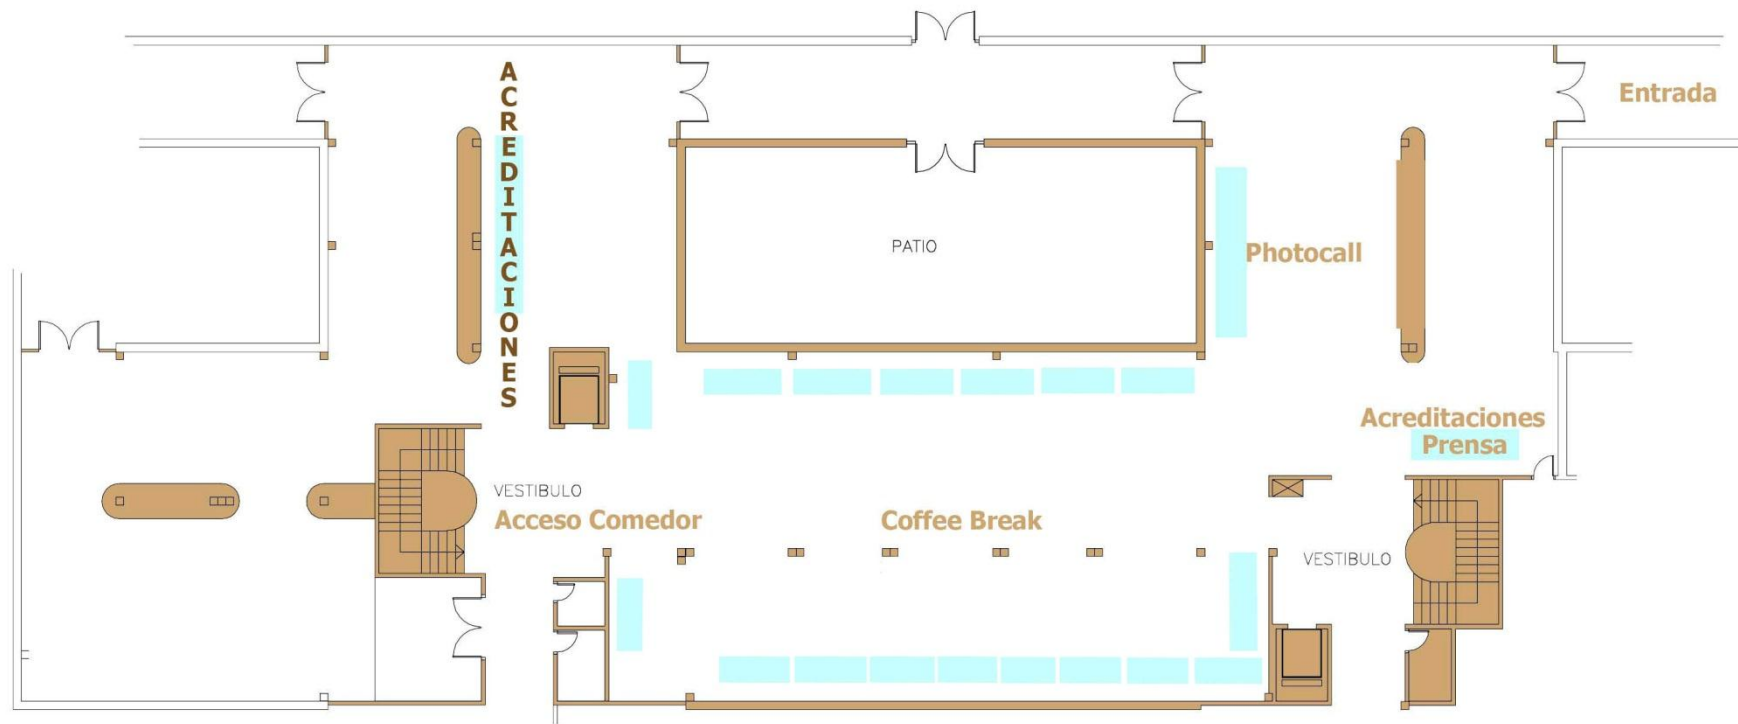 ACREDITACIONES
Entrada
PATIO
Photocall
Acreditaciones
Prensa
VESTIBULO
Acceso Comedor
Coffee Break
VESTIBULO